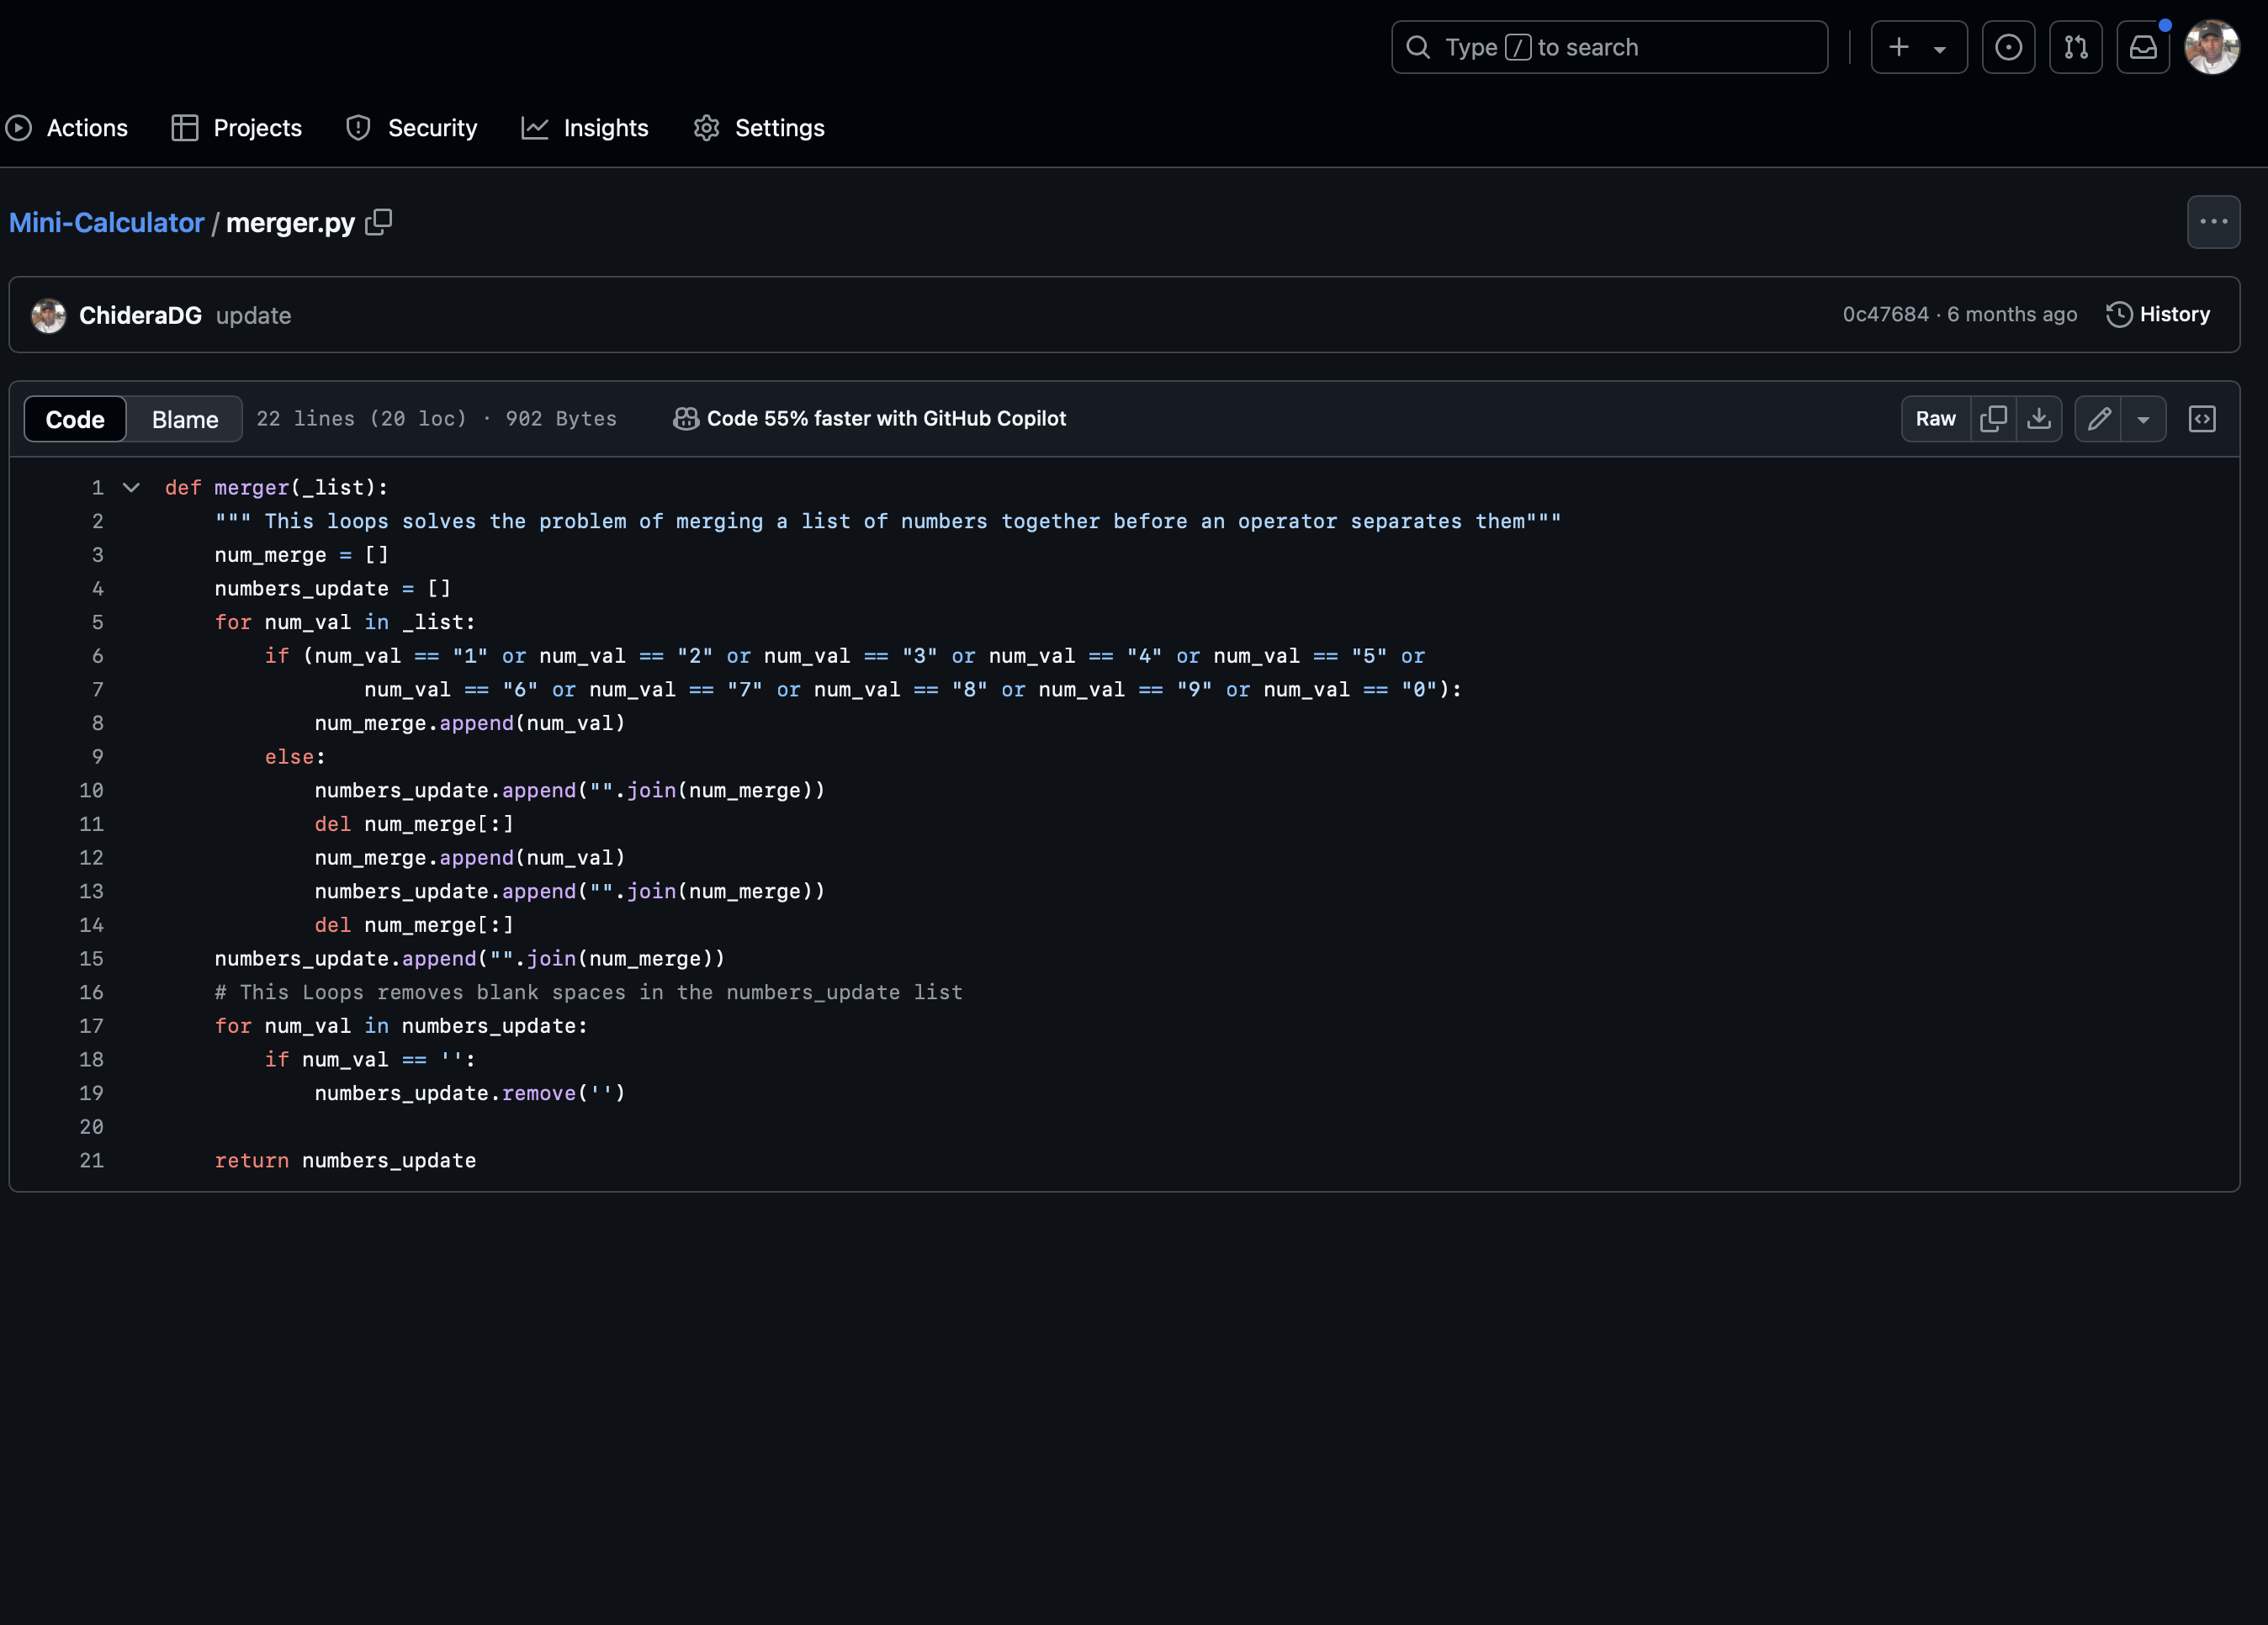 Type / to search
Actions Projects Security Insights Settings
Mini-Calculator / merger.py
ChideraDG update 0c47684 · 6 months ago History
Code Blame 22 lines (20 loc) · 902 Bytes Code 55% faster with GitHub Copilot Raw
1 def merger(_list):
2     """ This loops solves the problem of merging a list of numbers together before an operator separates them"""
3     num_merge = []
4     numbers_update = []
5     for num_val in _list:
6         if (num_val == "1" or num_val == "2" or num_val == "3" or num_val == "4" or num_val == "5" or
7                 num_val == "6" or num_val == "7" or num_val == "8" or num_val == "9" or num_val == "0"):
8             num_merge.append(num_val)
9         else:
10             numbers_update.append("".join(num_merge))
11             del num_merge[:]
12             num_merge.append(num_val)
13             numbers_update.append("".join(num_merge))
14             del num_merge[:]
15     numbers_update.append("".join(num_merge))
16     # This Loops removes blank spaces in the numbers_update list
17     for num_val in numbers_update:
18         if num_val == '':
19             numbers_update.remove('')
20
21     return numbers_update